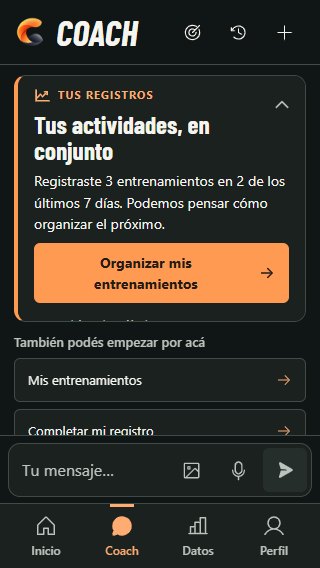 COACH
TUS REGISTROS
Tus actividades, en
conjunto
Registraste 3 entrenamientos en 2 de los
últimos 7 días. Podemos pensar cómo
organizar el próximo.
Organizar mis
entrenamientos
También podés empezar por acá
Mis entrenamientos
Completar mi registro
Tu mensaje...
Inicio
Coach
Datos
Perfil